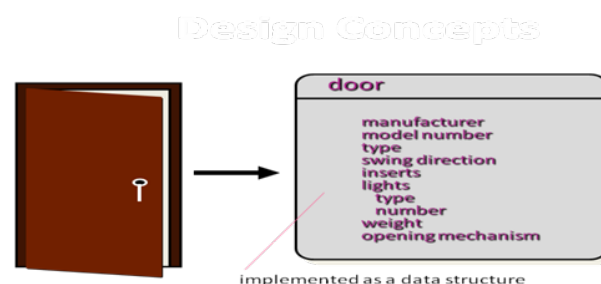 Design Concepts
door
manufacturer
model number
type
swing direction
inserts
lights
type
number
weight
opening mechanism
implemented as a data structure